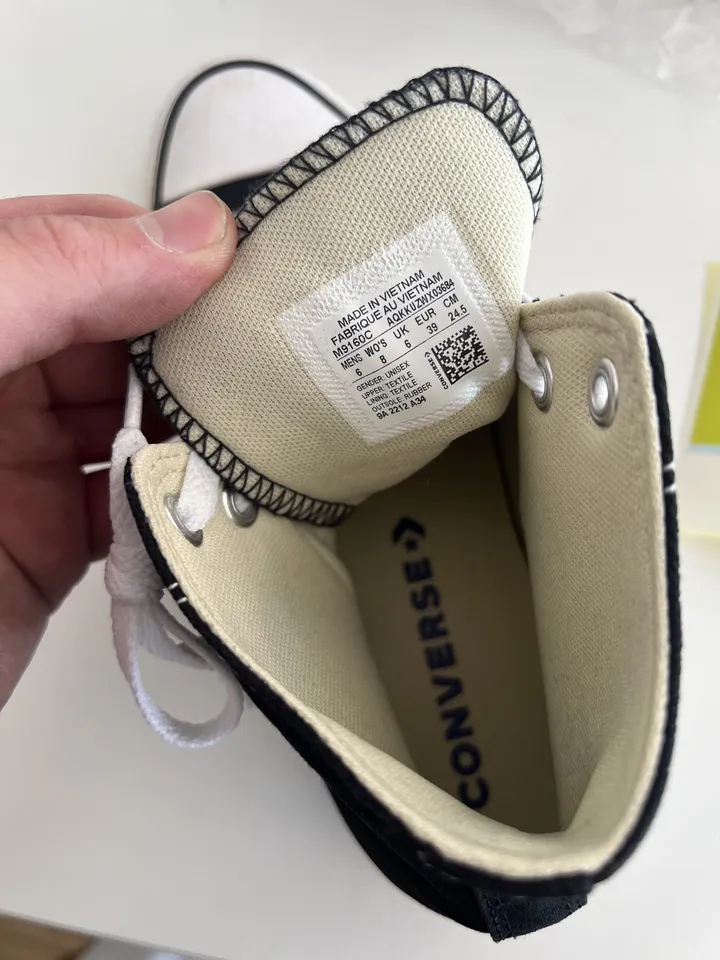 MADE IN VIETNAM
FABRIQUE AU VIETNAM
M9160C AQKKUZWX03684
MENS WO'S UK EUR CM
6 8 6 39 24.5
GENDER: UNISEX
UPPER: TEXTILE
LINING: TEXTILE
OUTSOLE: RUBBER
9A 2212 A34
CONVERSE
CONVERSE